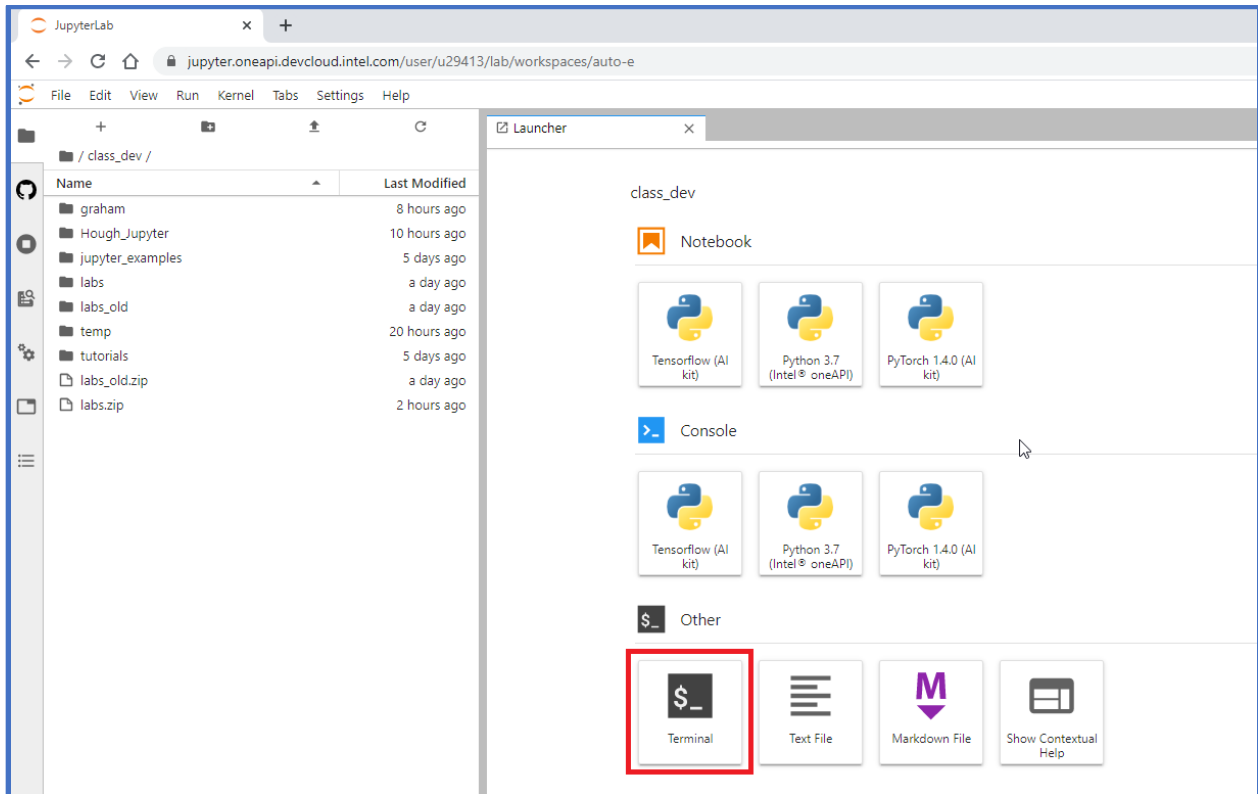 JupyterLab
jupyter.oneapi.devcloud.intel.com/user/u29413/lab/workspaces/auto-e
File Edit View Run Kernel Tabs Settings Help
Launcher
/ class_dev /
Name Last Modified
graham 8 hours ago
Hough_Jupyter 10 hours ago
jupyter_examples 5 days ago
labs a day ago
labs_old a day ago
temp 20 hours ago
tutorials 5 days ago
labs_old.zip a day ago
labs.zip 2 hours ago
class_dev
Notebook
Tensorflow (AI
kit)
Python 3.7
(Intel® oneAPI)
PyTorch 1.4.0 (AI
kit)
>_ Console
Tensorflow (AI
kit)
Python 3.7
(Intel® oneAPI)
PyTorch 1.4.0 (AI
kit)
$_ Other
$_
Terminal
Text File
M
Markdown File
Show Contextual
Help